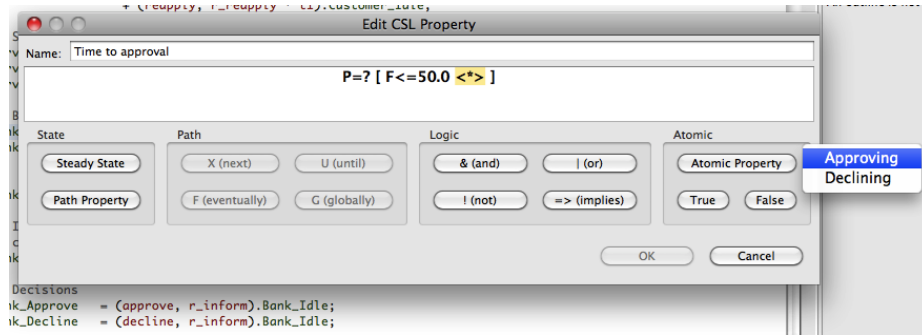 + (reapply, r_reapply * t1).Customer_Idle;
Edit CSL Property
Name: Time to approval
P=? [ F<=50.0 <*> ]
State
Path
Logic
Atomic
Steady State
X (next)
U (until)
& (and)
| (or)
Atomic Property
Approving
Declining
Path Property
F (eventually)
G (globally)
! (not)
=> (implies)
True
False
OK
Cancel
Decisions
nk_Approve = (approve, r_inform).Bank_Idle;
nk_Decline = (decline, r_inform).Bank_Idle;